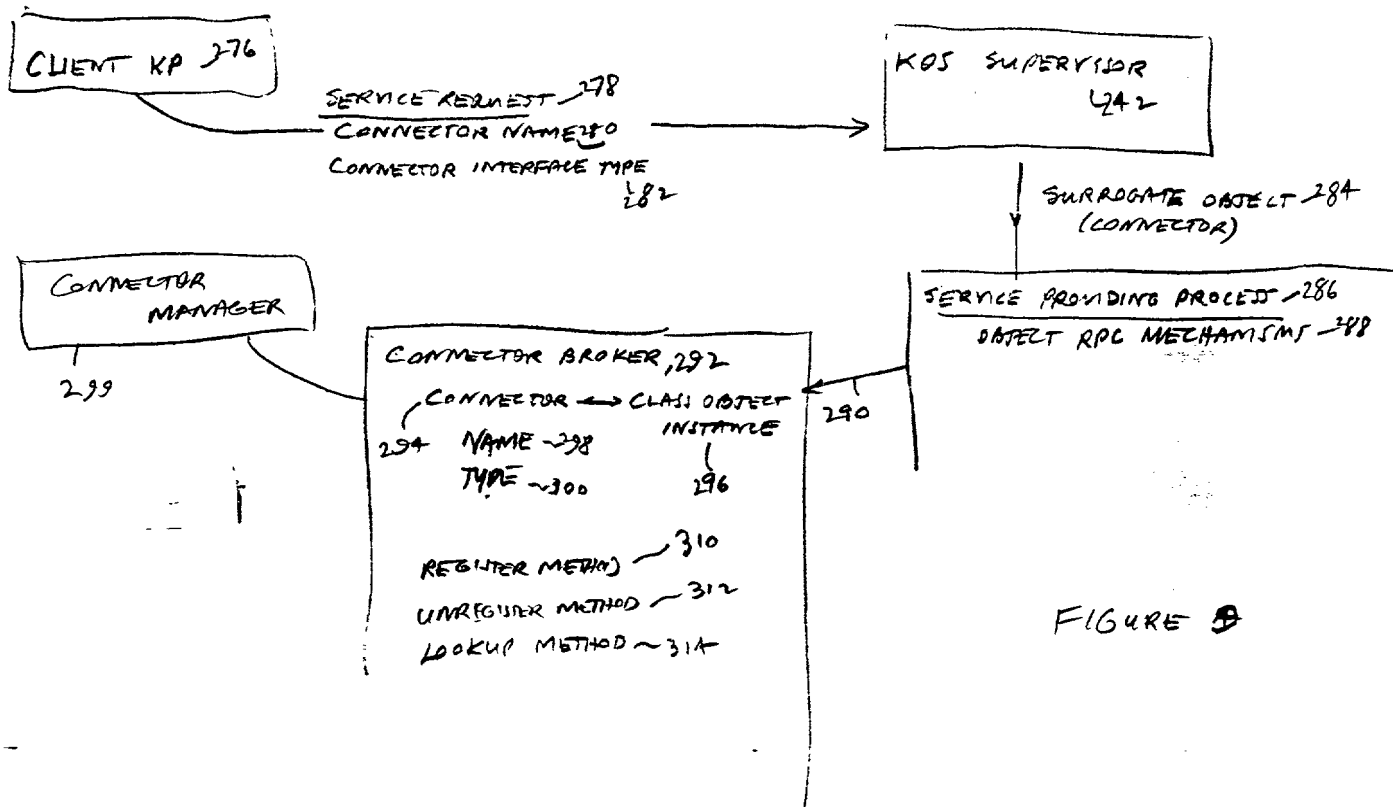 CLIENT KP 276
KOS SUPERVISOR
242
SERVICE REQUEST 278
CONNECTOR NAME 280
CONNECTOR INTERFACE TYPE
282
SURROGATE OBJECT 284
(CONNECTOR)
CONNECTOR
MANAGER
299
SERVICE PROVIDING PROCESS 286
OBJECT RPC MECHANISMS 288
290
CONNECTOR BROKER, 292
CONNECTOR ↔ CLASS OBJECT
INSTANCE
294 NAME 298
TYPE 300
296
REGISTER METHOD 310
UNREGISTER METHOD 312
LOOKUP METHOD 314
FIGURE